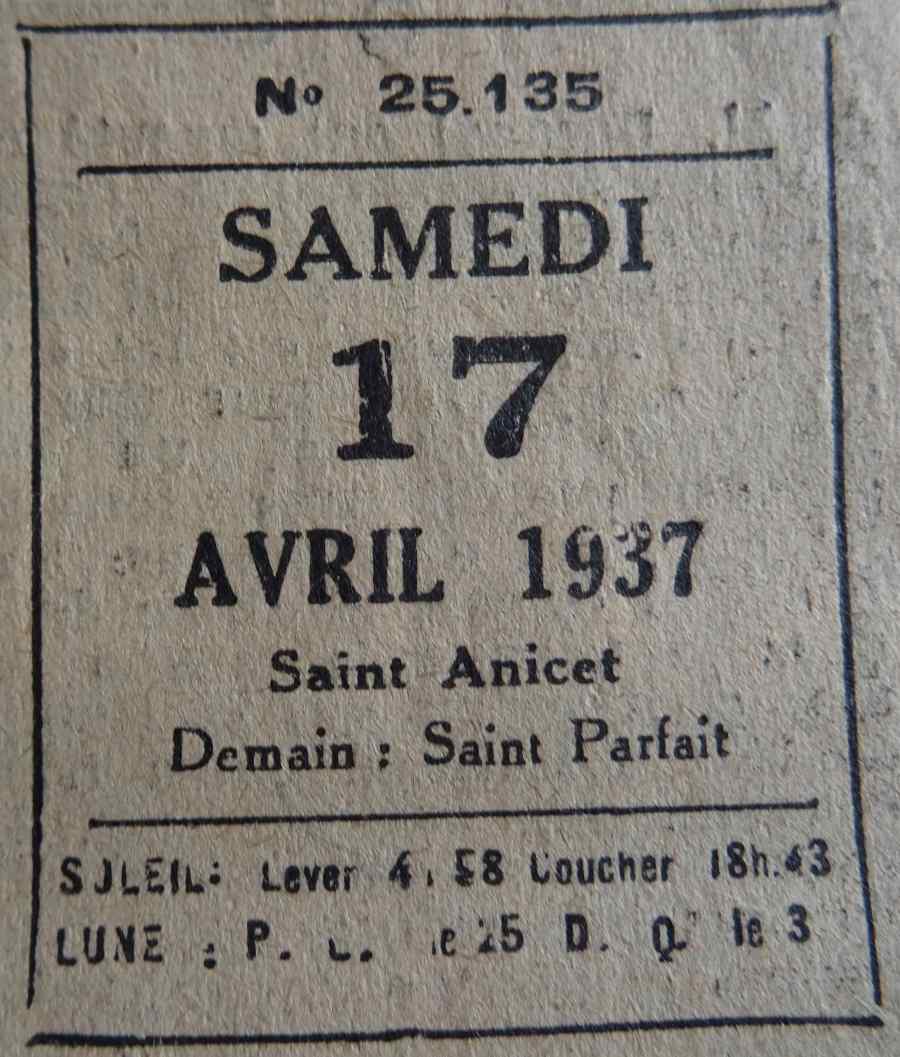 No 25.135
SAMEDI
17
AVRIL 1937
Saint Anicet
Demain : Saint Parfait
SOLEIL: Lever 4. 58 Coucher 18h.43
LUNE : P. L. le 25 D. Q. le 3